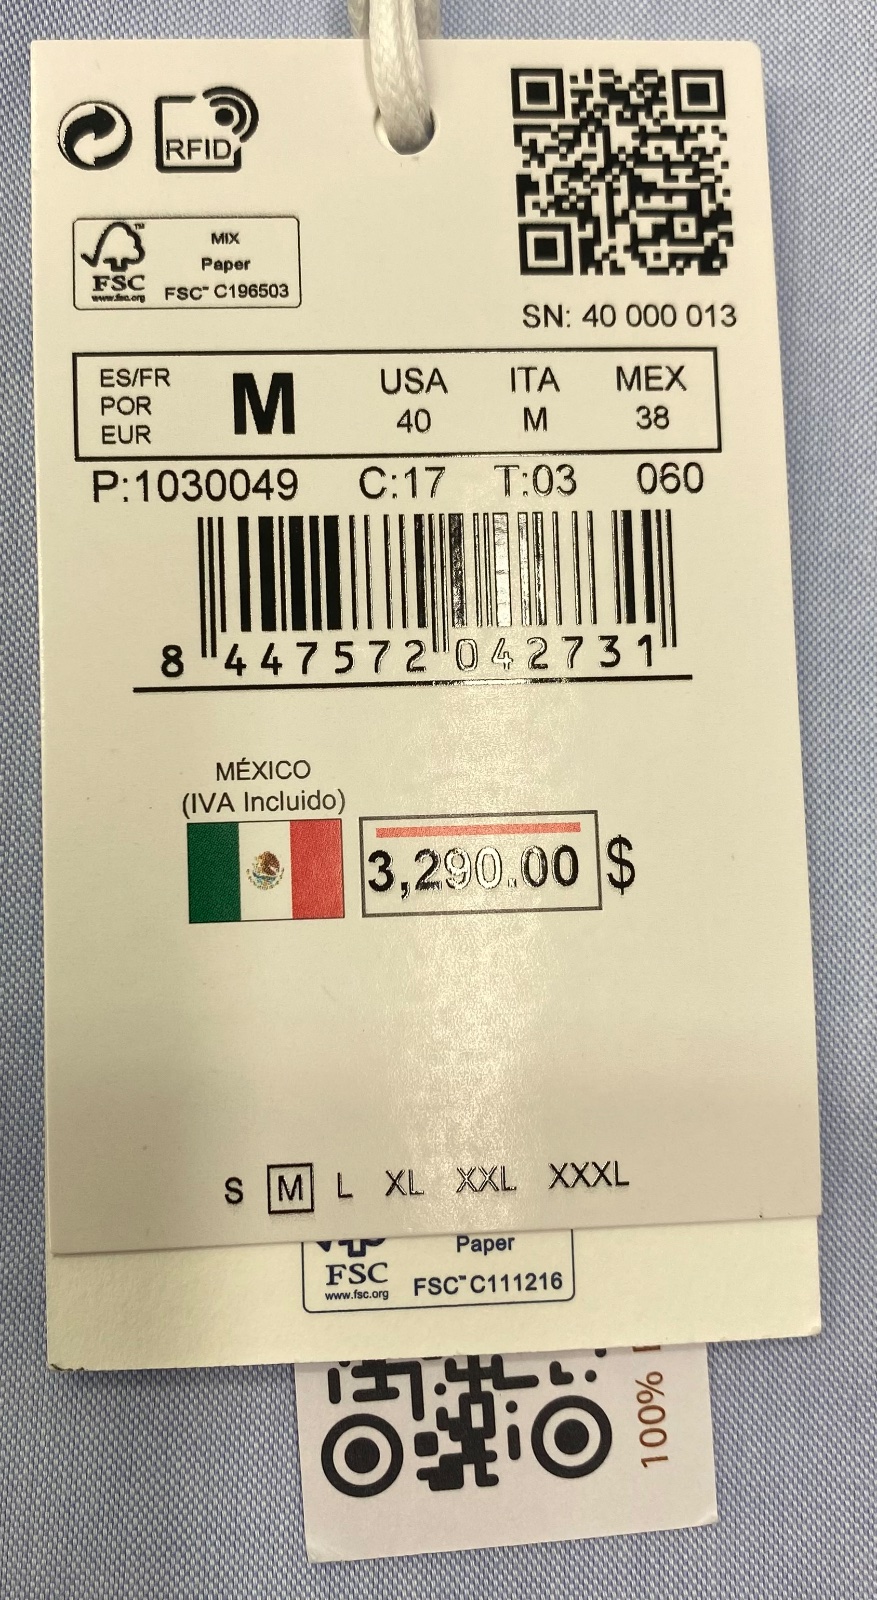 RFID
FSC™
www.fsc.org
MIX
Paper
FSC™ C196503
SN: 40 000 013
ES/FR
POR
EUR
M
USA
40
ITA
M
MEX
38
P:1030049 C:17 T:03 060
8 447572 042731
MÉXICO
(IVA Incluido)
3,290.00 $
S M L XL XXL XXXL
FSC
www.fsc.org
Paper
FSC™ C111216
100%